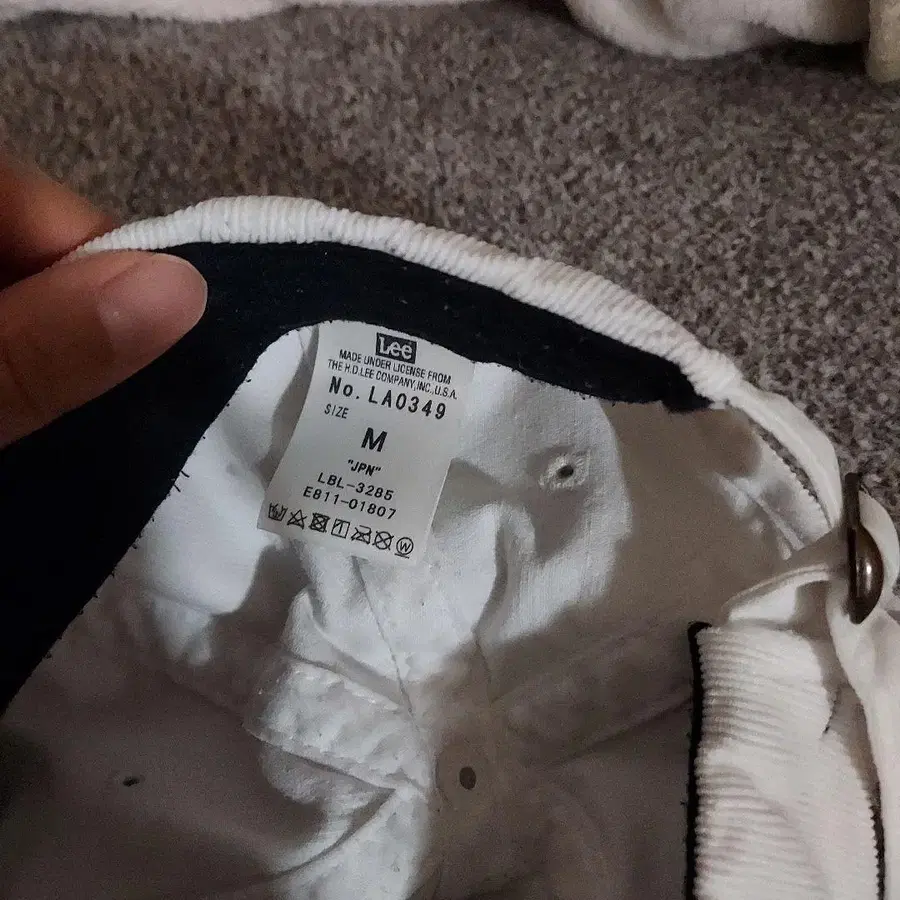 Lee
MADE UNDER LICENSE FROM
THE H.D.LEE COMPANY,INC.,U.S.A.
No. LA0349
SIZE
M
"JPN"
LBL-3285
E811-01807
W